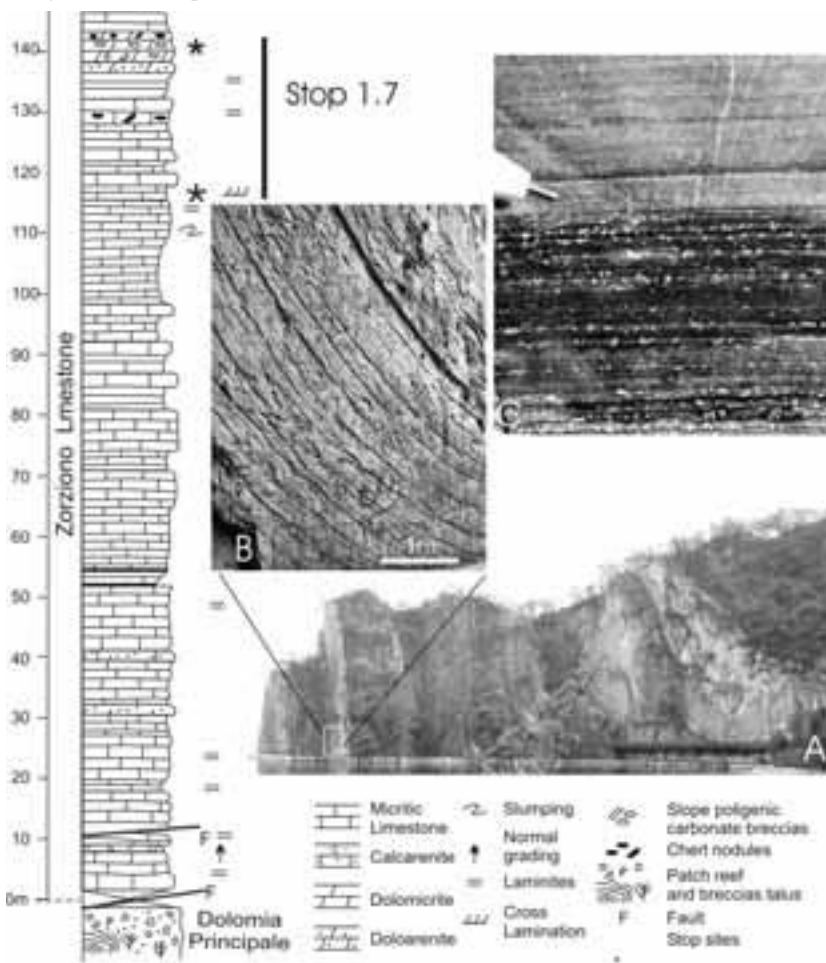 140
130
120
110
100
90
80
70
60
50
40
30
20
10
0m
Zorziono Lmestone
Stop 1.7
*
*
C
B
1m
A
F
F
Dolomia
Principale
Micritic
Limestone
Calcarenite
Dolomicrite
Doloarenite
Slumping
Normal
grading
Laminites
Cross
Lamination
Slope poligenic
carbonate breccias
Chert nodules
Patch reef
and breccias talus
F
Fault
Stop sites